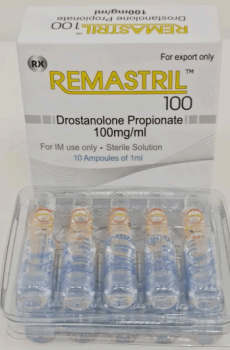 REMASTRIL
100
Drostanolone Propionate
100mg/ml
RX
For export only
REMASTRIL™
100
Drostanolone Propionate
100mg/ml
For IM use only • Sterile Solution
10 Ampoules of 1ml